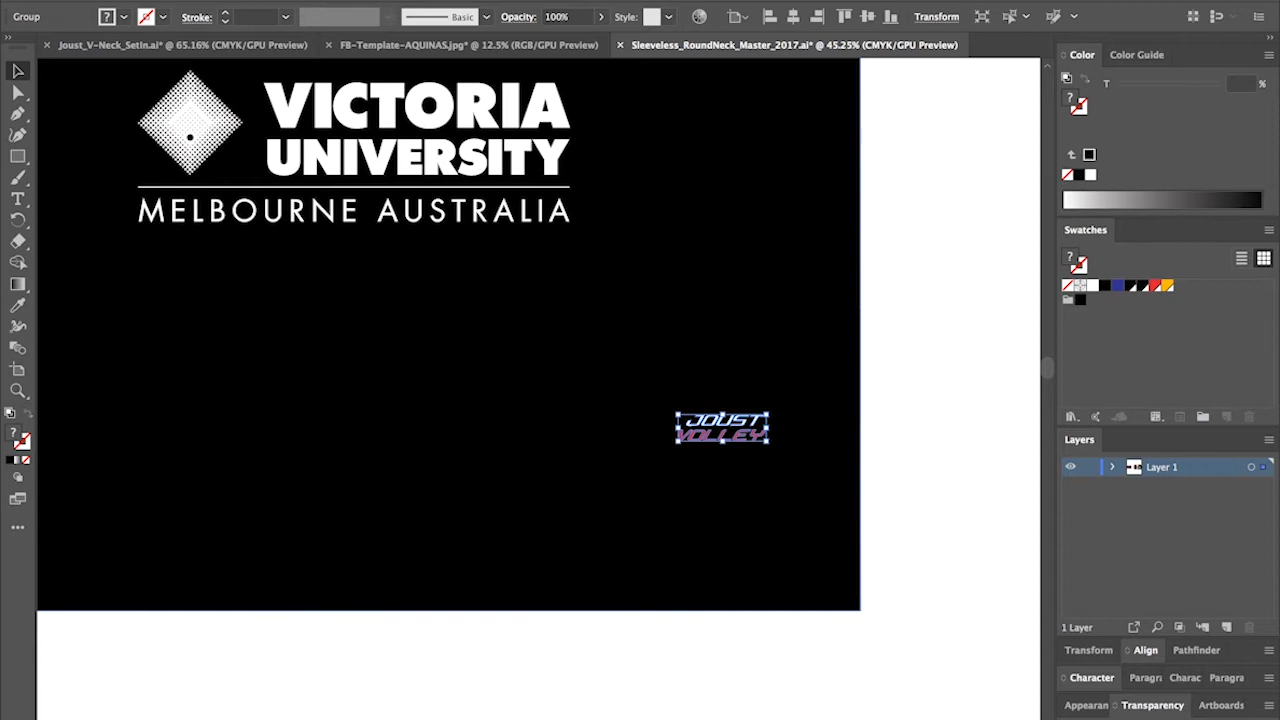 Group
Stroke:
Basic
Opacity: 100%
Style:
Transform
Joust_V-Neck_SetIn.ai* @ 65.16% (CMYK/GPU Preview)
FB-Template-AQUINAS.jpg* @ 12.5% (RGB/GPU Preview)
Sleeveless_RoundNeck_Master_2017.ai* @ 45.25% (CMYK/GPU Preview)
Color
Color Guide
T
%
VICTORIA
UNIVERSITY
MELBOURNE AUSTRALIA
Swatches
JOUST
VOLLEY
Layers
Layer 1
1 Layer
Transform
Align
Pathfinder
Character
Paragri
Charac
Paragra
Appearan
Transparency
Artboards